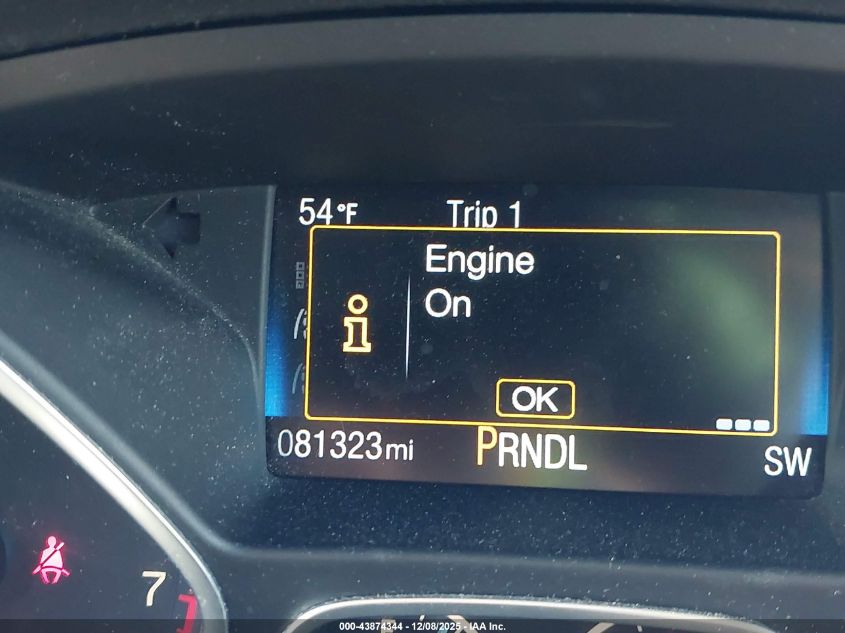 54°F Trip 1
Engine
On
OK
081323mi PRNDL SW
7
000-43874344 - 12/08/2025 - IAA Inc.